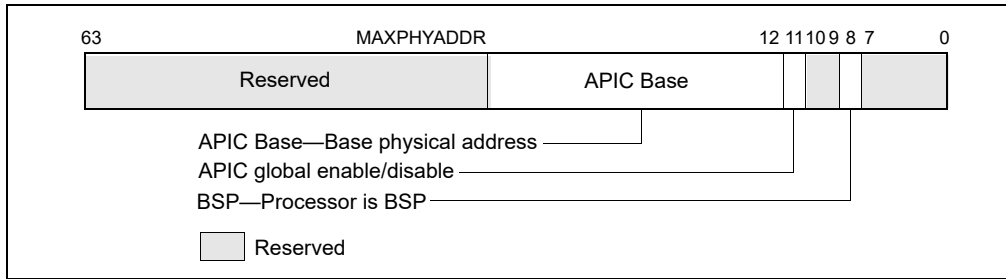 63 MAXPHYADDR 12 11 10 9 8 7 0
Reserved APIC Base
APIC Base—Base physical address
APIC global enable/disable
BSP—Processor is BSP
Reserved